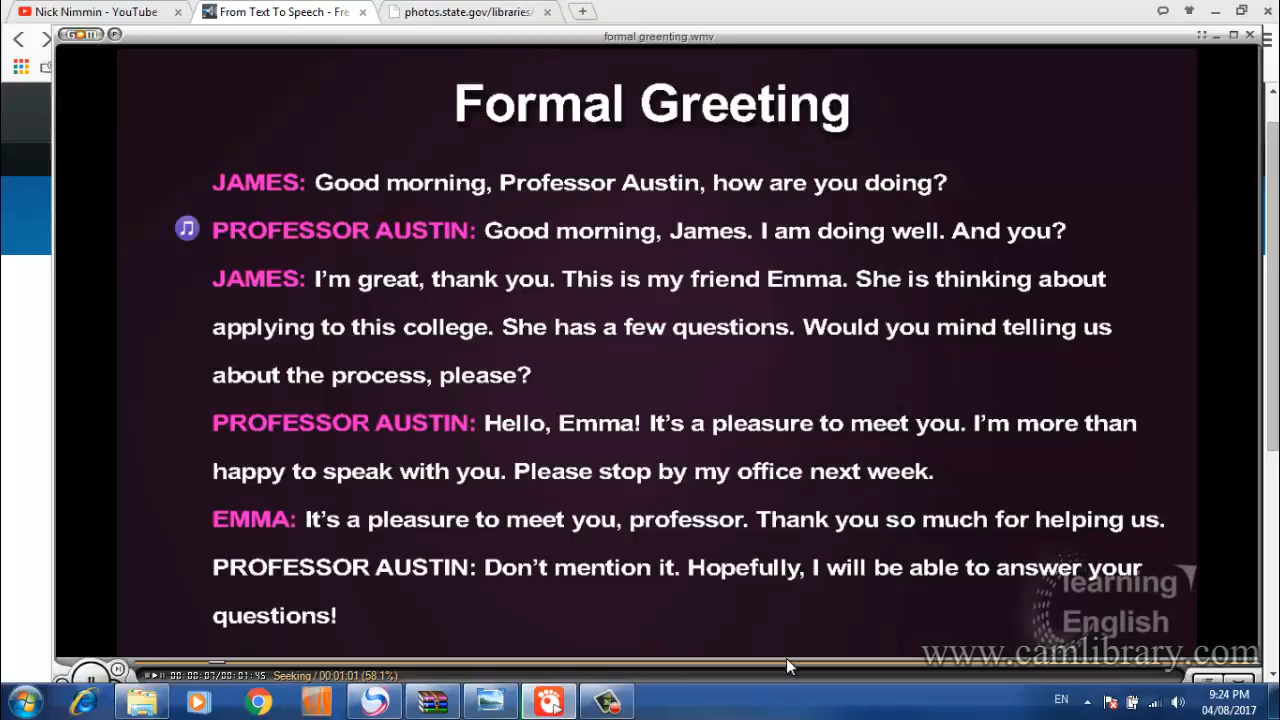 Nick Nimmin - YouTube
From Text To Speech - Fre
photos.state.gov/libraries/
formal greenting.wmv
Formal Greeting
JAMES: Good morning, Professor Austin, how are you doing?
PROFESSOR AUSTIN: Good morning, James. I am doing well. And you?
JAMES: I'm great, thank you. This is my friend Emma. She is thinking about
applying to this college. She has a few questions. Would you mind telling us
about the process, please?
PROFESSOR AUSTIN: Hello, Emma! It's a pleasure to meet you. I'm more than
happy to speak with you. Please stop by my office next week.
EMMA: It's a pleasure to meet you, professor. Thank you so much for helping us.
PROFESSOR AUSTIN: Don't mention it. Hopefully, I will be able to answer your
questions!
learning
English
www.camlibrary.com
00:00:07/00:01:45 Seeking/00:01:01 (58.1%)
EN
9:24 PM
04/08/2017